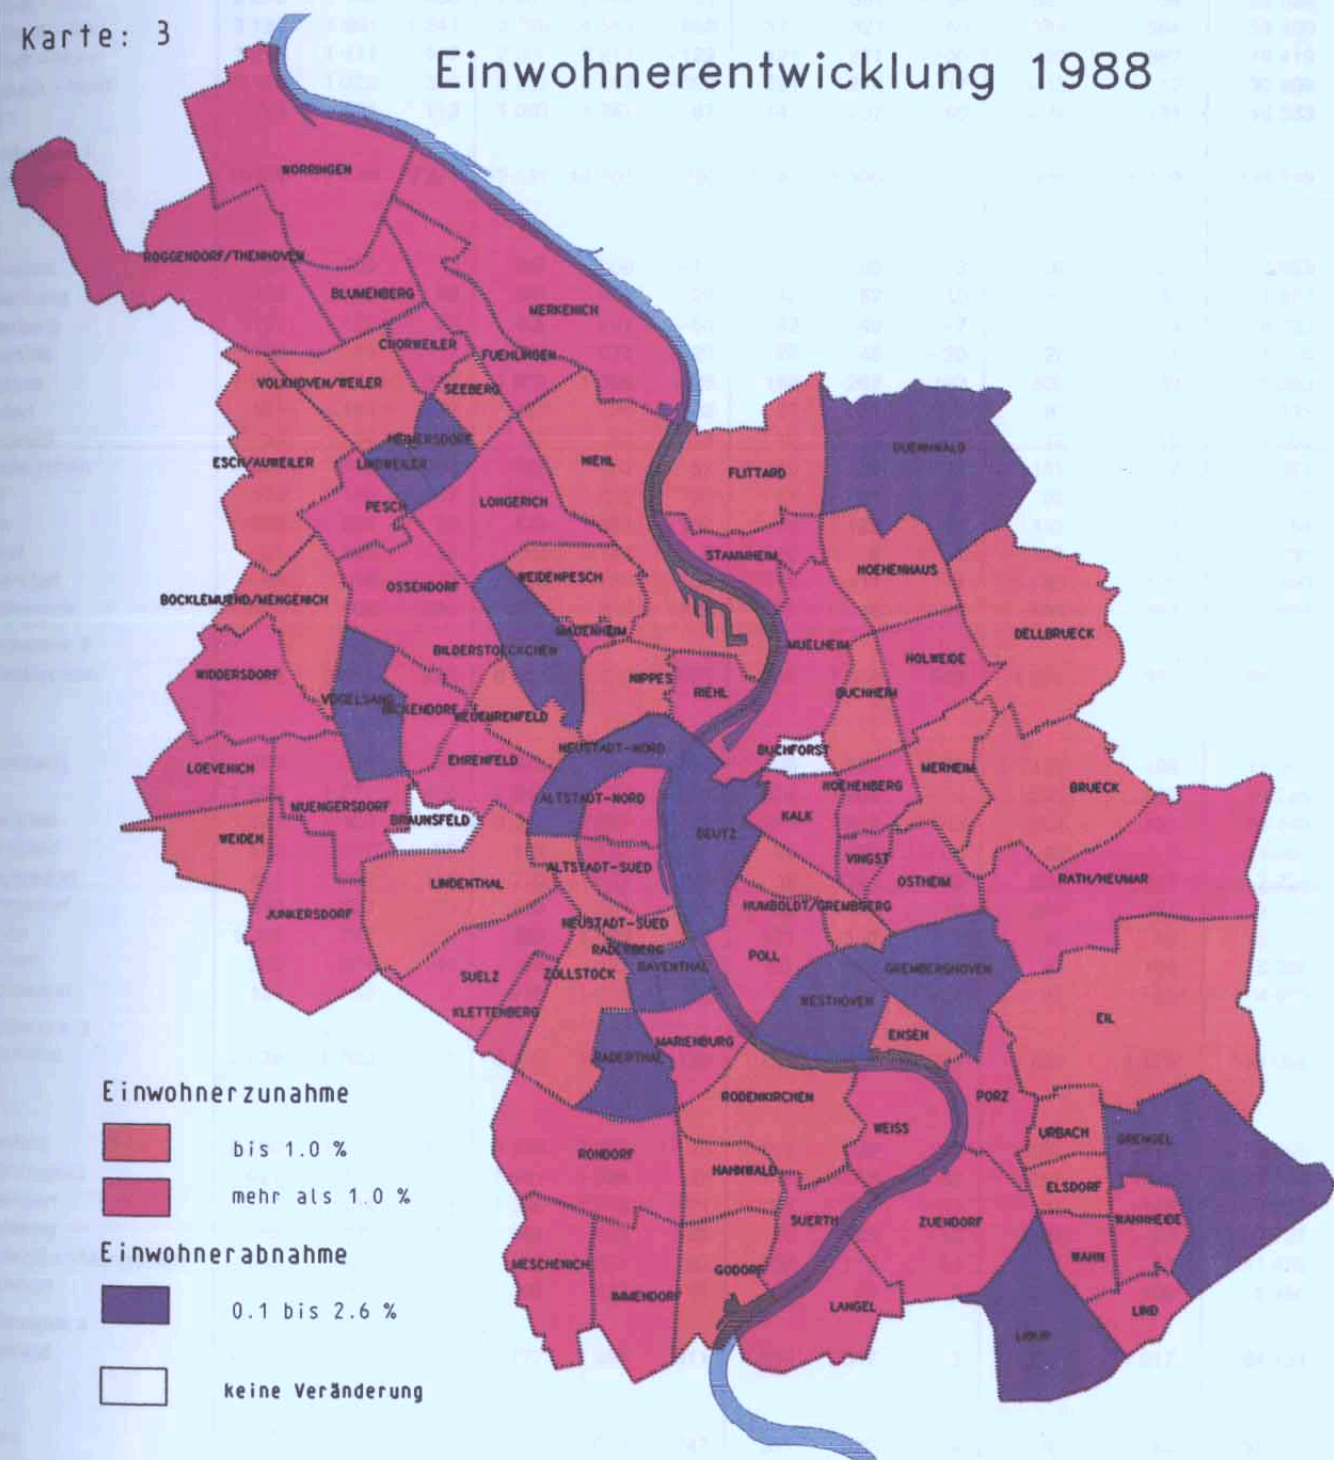 Karte: 3
Einwohnerentwicklung 1988
WORRINGEN
ROGGENDORF/THENHOVEN
BLUMENBERG
MERKENICH
CHORWEILER
FUEHLINGEN
VOLKHOVEN/WEILER
SEEBERG
HEIMERSDORF
DUENNWALD
ESCH/AUWEILER
LINDWEILER
NIEHL
FLITTARD
PESCH
LONGERICH
STAMMHEIM
HOEHENHAUS
WEIDENPESCH
OSSENDORF
BOCKLEMUEND/MENGENICH
MAUENHEIM
DELLBRUECK
BILDERSTOECKCHEN
MUELHEIM
HOLWEIDE
WIDDERSDORF
NIPPES
RIEHL
BUCHHEIM
VOGELSANG
BICKENDORF
NEUEHRENFELD
NEUSTADT-NORD
BUCHFORST
LOEVENICH
EHRENFELD
MERHEIM
HOEHENBERG
BRUECK
MUENGERSDORF
ALTSTADT-NORD
BRAUNSFELD
KALK
DEUTZ
WEIDEN
VINGST
ALTSTADT-SUED
OSTHEIM
RATH/HEUMAR
LINDENTHAL
JUNKERSDORF
HUMBOLDT/GREMBERG
NEUSTADT-SUED
RADERBERG
POLL
BAYENTHAL
GREMBERGHOVEN
SUELZ
ZOLLSTOCK
WESTHOVEN
KLETTENBERG
EIL
MARIENBURG
ENSEN
RADERTHAL
RODENKIRCHEN
PORZ
WEISS
URBACH
GRENGEL
RONDORF
HAHNWALD
ELSDORF
SUERTH
ZUENDORF
WAHNHEIDE
WAHN
MESCHENICH
GODORF
IMMENDORF
LANGEL
LIND
LIBUR
Einwohnerzunahme
bis 1.0 %
mehr als 1.0 %
Einwohnerabnahme
0.1 bis 2.6 %
keine Veränderung